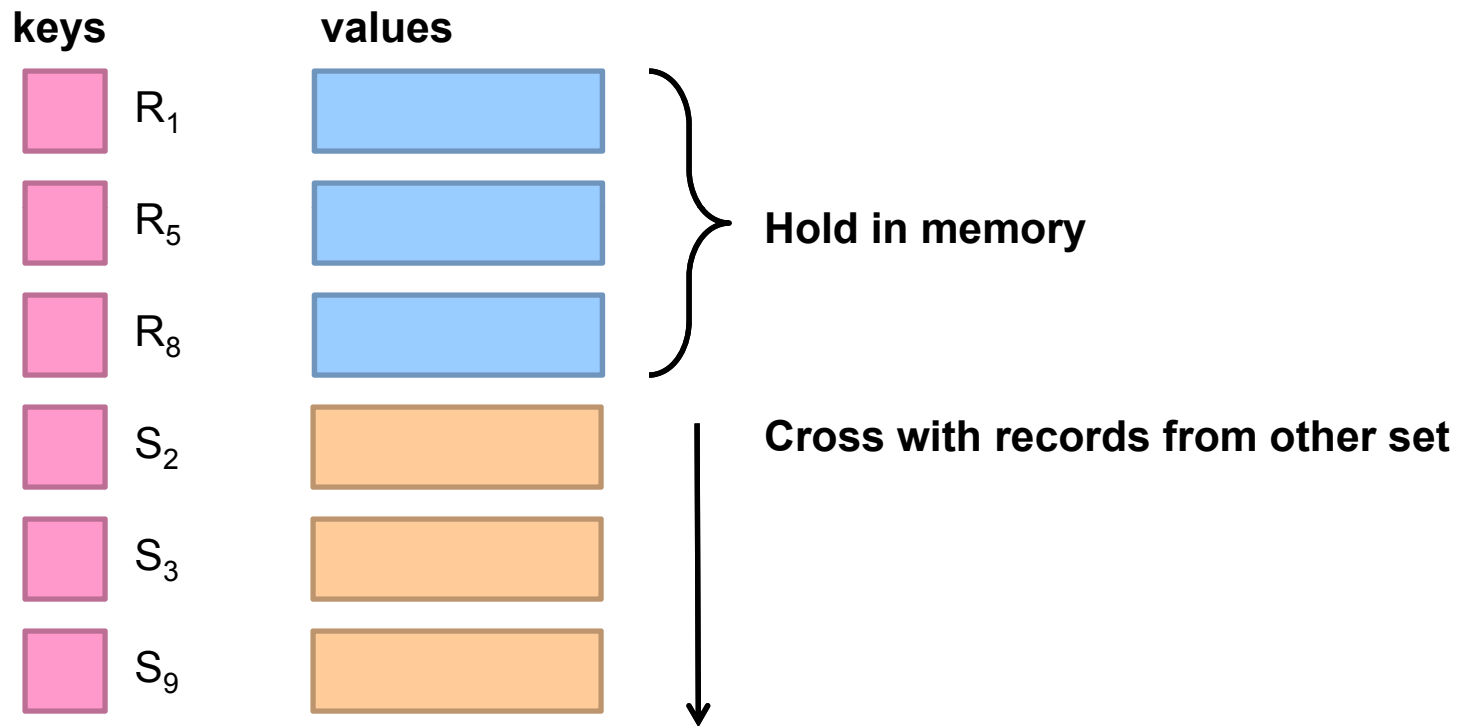 keys values
R₁
R₅
Hold in memory
R₈
S₂
Cross with records from other set
S₃
S₉